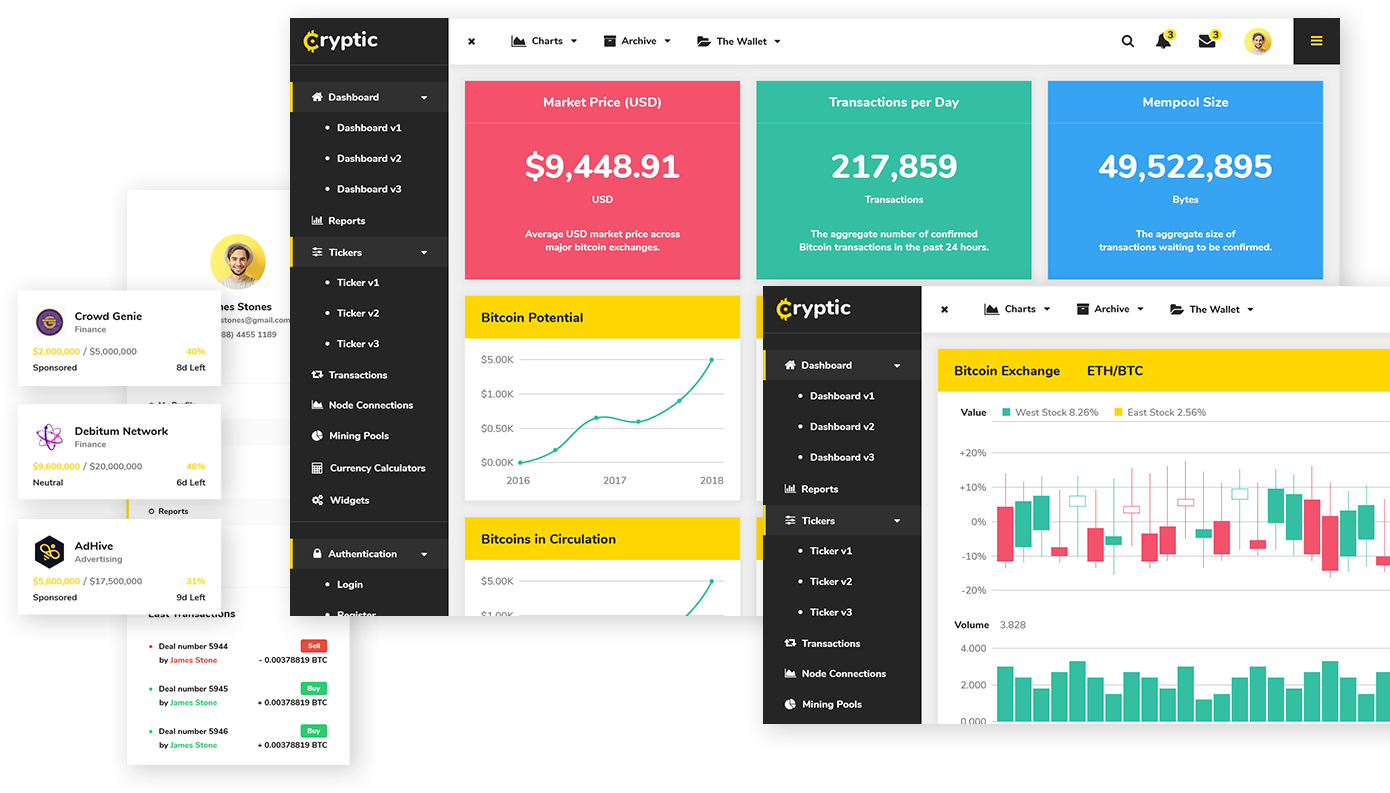 Cryptic
Charts
Archive
The Wallet
3
3
Dashboard
Dashboard v1
Dashboard v2
Dashboard v3
Reports
Tickers
Ticker v1
Ticker v2
Ticker v3
Transactions
Node Connections
Mining Pools
Currency Calculators
Widgets
Authentication
Login
Register
Market Price (USD)
$9,448.91
USD
Average USD market price across
major bitcoin exchanges.
Transactions per Day
217,859
Transactions
The aggregate number of confirmed
Bitcoin transactions in the past 24 hours.
Mempool Size
49,522,895
Bytes
The aggregate size of
transactions waiting to be confirmed.
Bitcoin Potential
$5.00K
$1.00K
$0.50K
$0.00K
2016 2017 2018
Bitcoins in Circulation
$5.00K
$1.00K
Cryptic
Charts
Archive
The Wallet
Dashboard
Dashboard v1
Dashboard v2
Dashboard v3
Reports
Tickers
Ticker v1
Ticker v2
Ticker v3
Transactions
Node Connections
Mining Pools
Bitcoin Exchange ETH/BTC
Value West Stock 8.26% East Stock 2.56%
+20%
+10%
0%
-10%
-20%
Volume 3.828
4.000
2.000
0.000
Stones
stones@gmail.com
88) 4455 1189
My Profile
Reports
Crowd Genie
Finance
$2,000,000 / $5,000,000 40%
Sponsored 8d Left
Debitum Network
Finance
$9,600,000 / $20,000,000 48%
Neutral 6d Left
AdHive
Advertising
$5,800,000 / $17,500,000 31%
Sponsored 9d Left
Last Transactions
Deal number 5944 Sell
by James Stone - 0.00378819 BTC
Deal number 5945 Buy
by James Stone + 0.00378819 BTC
Deal number 5946 Buy
by James Stone + 0.00378819 BTC